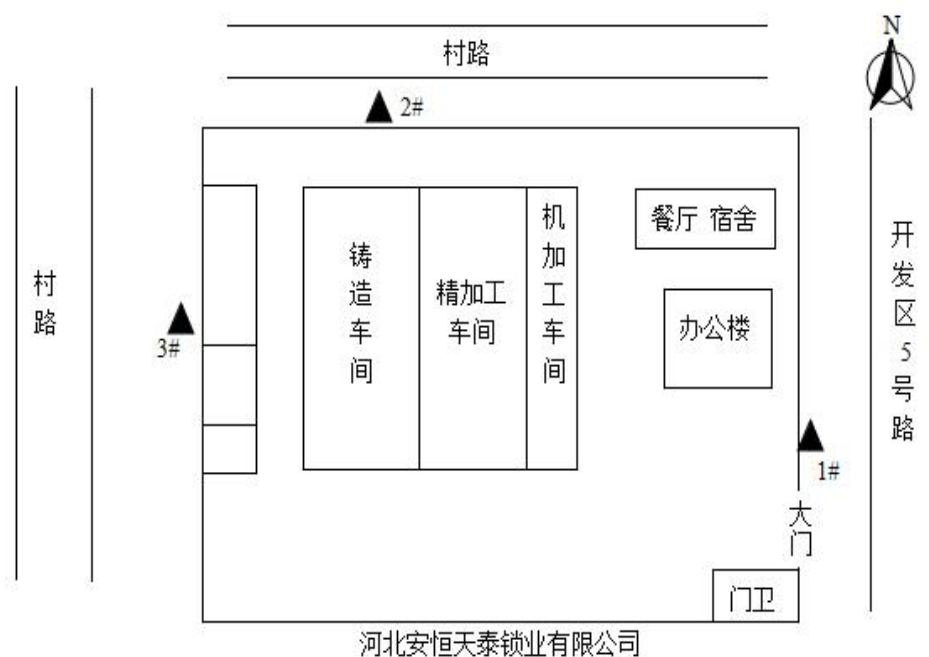 N
村路
2#
餐厅 宿舍
铸造车间
精加工
车间
机加工车间
开发区5号路
村路
办公楼
3#
1#
大门
门卫
河北安恒天泰锁业有限公司